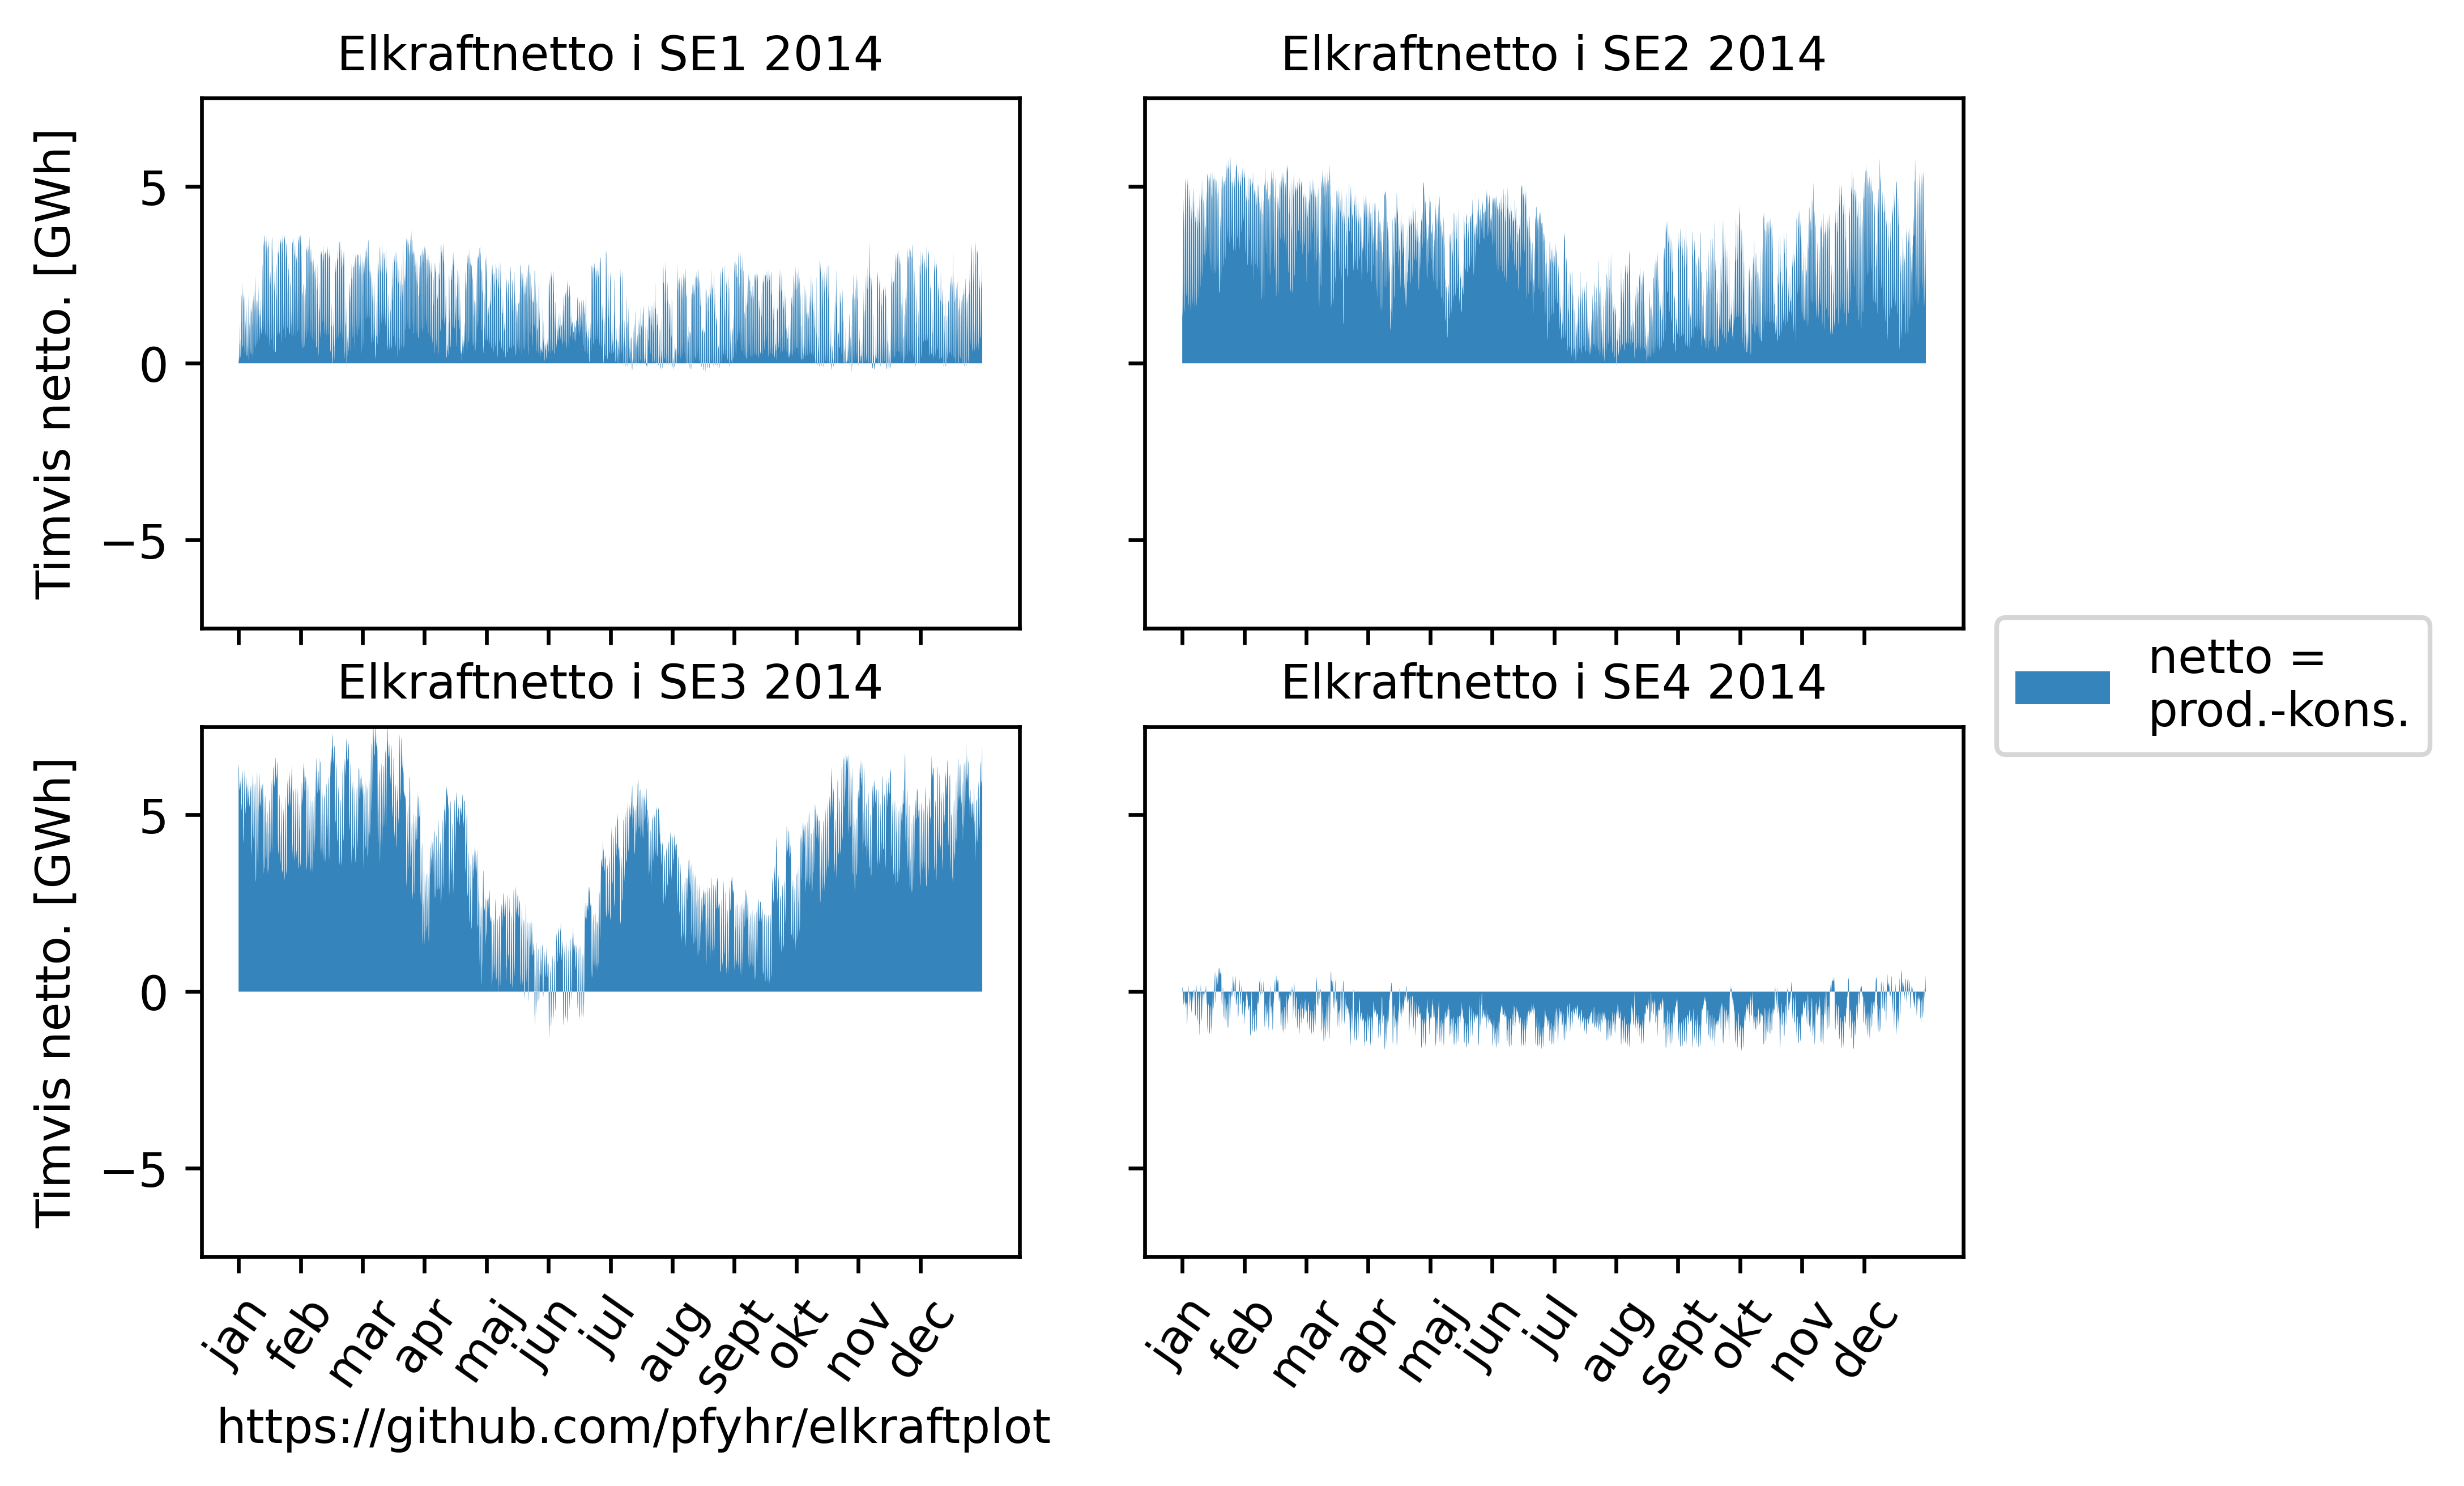 Elkraftnetto i SE1 2014
Elkraftnetto i SE2 2014
Timvis netto. [GWh]
5
0
−5
netto =
prod.-kons.
Elkraftnetto i SE3 2014
Elkraftnetto i SE4 2014
Timvis netto. [GWh]
5
0
−5
jan
feb
mar
apr
maj
jun
jul
aug
sept
okt
nov
dec
jan
feb
mar
apr
maj
jun
jul
aug
sept
okt
nov
dec
https://github.com/pfyhr/elkraftplot